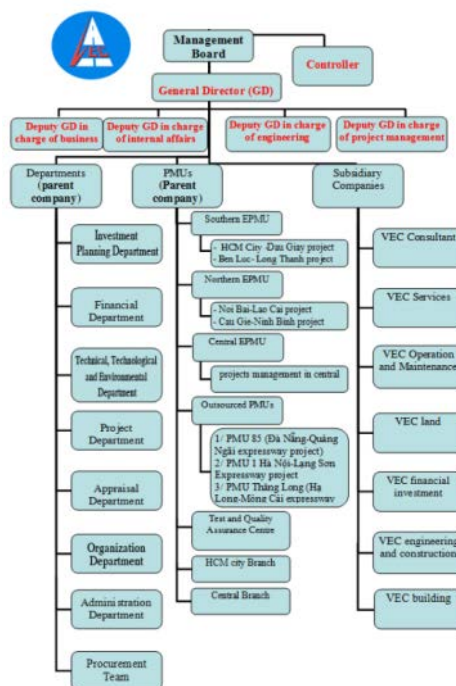 VEC
Management
Board
Controller
General Director (GD)
Deputy GD in
charge of business
Deputy GD in charge
of internal affairs
Deputy GD in charge
of engineering
Deputy GD in charge of
project management
Departments
(parent
company)
PMUs
(Parent
company)
Subsidiary
Companies
Investment
Planning Department
Financial
Department
Technical, Technological
and Environmental
Department
Project
Department
Appraisal
Department
Organization
Department
Administration
Department
Procurement
Team
Southern EPMU
- HCM City -Dau Giay project
- Ben Luc- Long Thanh project
Northern EPMU
- Noi Bai-Lao Cai project
- Cau Gie-Ninh Binh project
Central EPMU
projects management in central
Outsourced PMUs
1/ PMU 85 (Đà Nẵng-Quảng
Ngãi expressway project)
2/ PMU 1 Hà Nội-Lạng Sơn
Expressway project
3/ PMU Thăng Long (Hạ
Long-Móng Cái expressway
Test and Quality
Assurance Centre
HCM city Branch
Central Branch
VEC Consultant
VEC Services
VEC Operation
and Maintenance
VEC land
VEC financial
investment
VEC engineering
and construction
VEC building